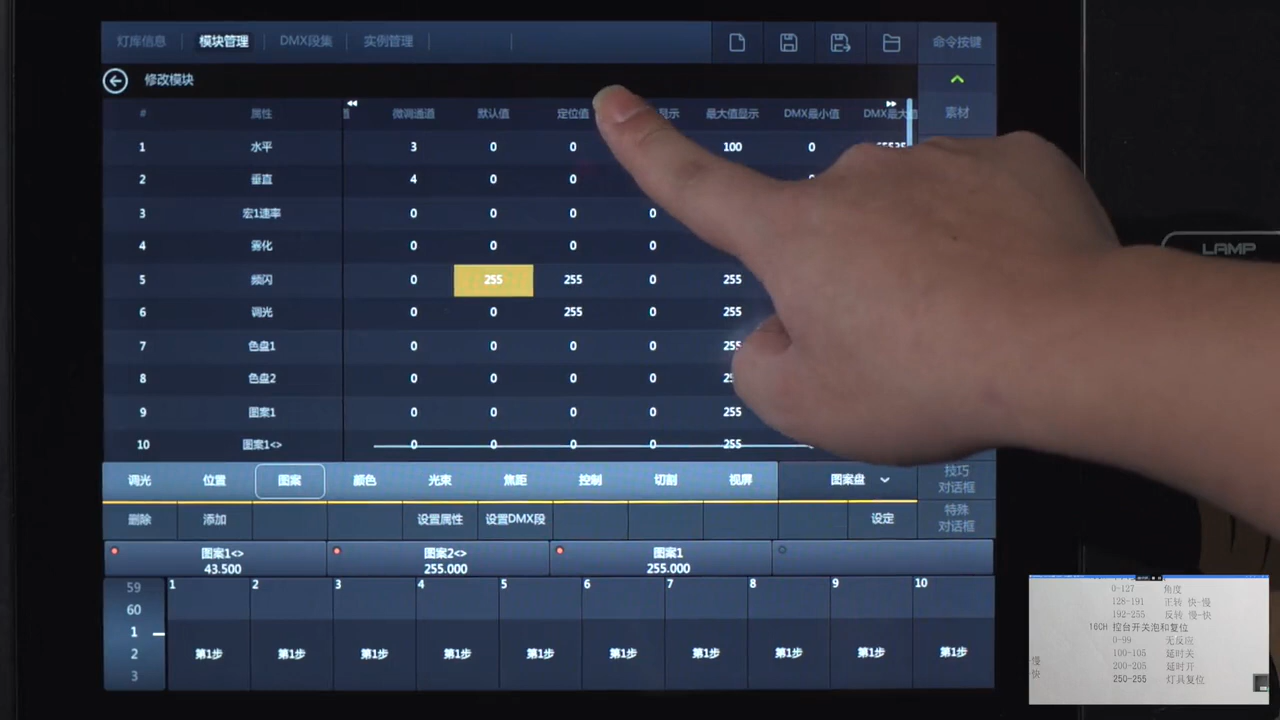 灯库信息 模块管理 DMX段集 实例管理 命令按键
修改模块
# 属性 微调通道 默认值 定位值 显示 最大值显示 DMX最小值 DMX最大值 素材
1 水平 3 0 0 100 0 65535
2 垂直 4 0 0 0
3 宏1速率 0 0 0 0
4 雾化 0 0 0 0
5 频闪 0 255 255 0 255
6 调光 0 0 255 0 255
7 色盘1 0 0 0 0 255
8 色盘2 0 0 0 0 25
9 图案1 0 0 0 0 255
10 图案1<> 0 0 0 0 255
调光 位置 图案 颜色 光束 焦距 控制 切割 视屏 图案盘 技巧
对话框
删除 添加 设置属性 设置DMX段 设定 特殊
对话框
图案1<> 图案2<> 图案1
43.500 255.000 255.000
59 1 2 3 4 5 6 7 8 9 10
60
1
2 第1步 第1步 第1步 第1步 第1步 第1步 第1步 第1步 第1步 第1步
3
LAMP
0-127 角度
128-191 正转 快-慢
192-255 反转 慢-快
16CH 控台开关泡和复位
0-99 无反应
慢 100-105 延时关
快 200-205 延时开
250-255 灯具复位